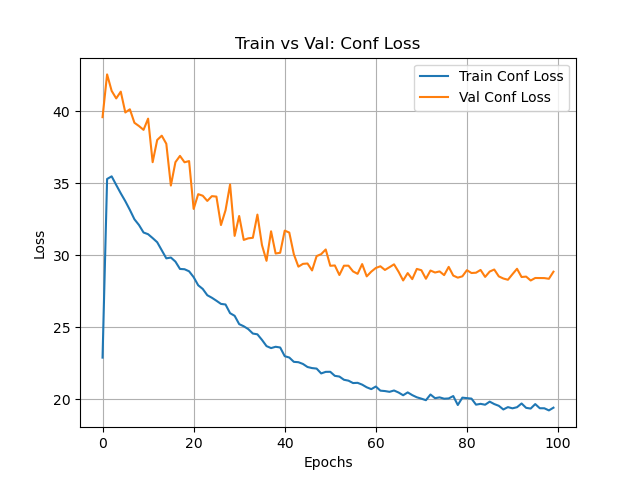 Train vs Val: Conf Loss
Train Conf Loss
Val Conf Loss
Loss
40
35
30
25
20
0 20 40 60 80 100
Epochs